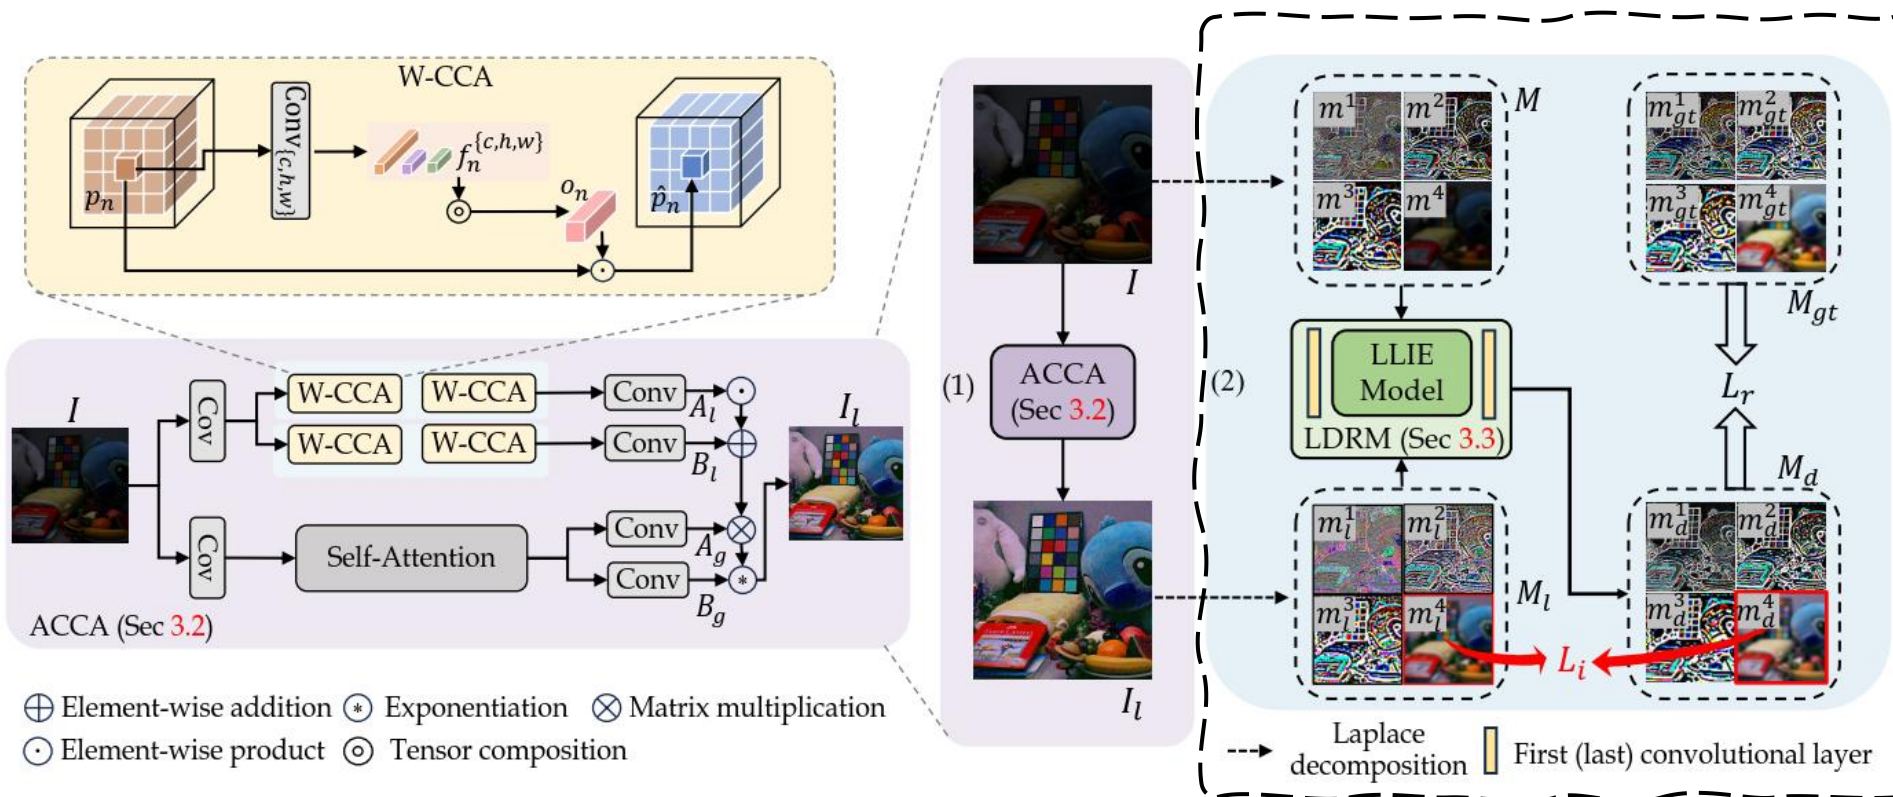 W-CCA
Conv{c,h,w}
p_n
f_n^{c,h,w}
o_n
p̂_n
I
Cov
W-CCA
W-CCA
Conv
A_l
W-CCA
W-CCA
Conv
B_l
I_l
Cov
Self-Attention
Conv
A_g
Conv
B_g
ACCA (Sec 3.2)
Element-wise addition
Exponentiation
Matrix multiplication
Element-wise product
Tensor composition
I
(1)
ACCA
(Sec 3.2)
I_l
(2)
m^1
m^2
M
m^3
m^4
m_gt^1
m_gt^2
m_gt^3
m_gt^4
M_gt
LLIE
Model
LDRM (Sec 3.3)
L_r
M_d
m_l^1
m_l^2
M_l
m_l^3
m_l^4
L_i
m_d^1
m_d^2
m_d^3
m_d^4
Laplace
decomposition
First (last) convolutional layer